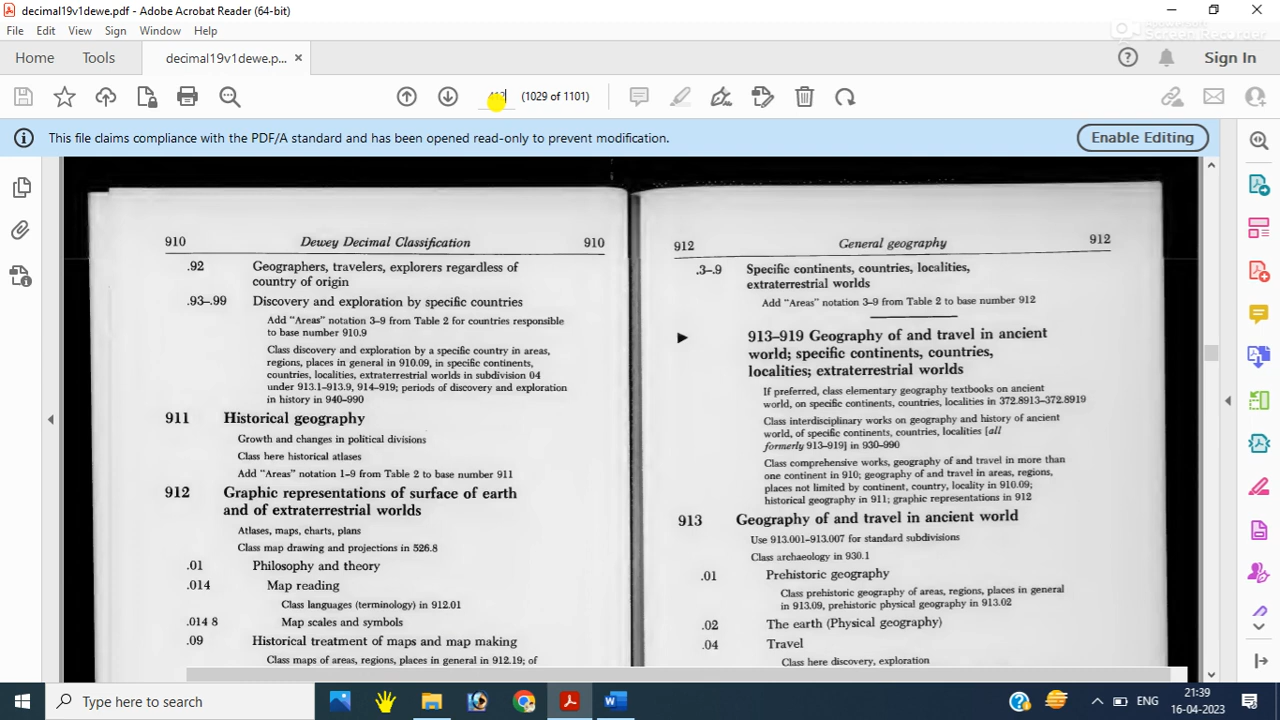 decimal19v1dewe.pdf - Adobe Acrobat Reader (64-bit)
File Edit View Sign Window Help
Home Tools decimal19v1dewe.p... ×
Screen Recorder
Sign In
(1029 of 1101)
This file claims compliance with the PDF/A standard and has been opened read-only to prevent modification.
Enable Editing
910 Dewey Decimal Classification 910
.92 Geographers, travelers, explorers regardless of
country of origin
.93–.99 Discovery and exploration by specific countries
Add "Areas" notation 3–9 from Table 2 for countries responsible
to base number 910.9
Class discovery and exploration by a specific country in areas,
regions, places in general in 910.09, in specific continents,
countries, localities, extraterrestrial worlds in subdivision 04
under 913.1–913.9, 914–919; periods of discovery and exploration
in history in 940–990
911 Historical geography
Growth and changes in political divisions
Class here historical atlases
Add "Areas" notation 1–9 from Table 2 to base number 911
912 Graphic representations of surface of earth
and of extraterrestrial worlds
Atlases, maps, charts, plans
Class map drawing and projections in 526.8
.01 Philosophy and theory
.014 Map reading
Class languages (terminology) in 912.01
.014 8 Map scales and symbols
.09 Historical treatment of maps and map making
Class maps of areas, regions, places in general in 912.19; of
912 General geography 912
.3–.9 Specific continents, countries, localities,
extraterrestrial worlds
Add "Areas" notation 3–9 from Table 2 to base number 912
913–919 Geography of and travel in ancient
world; specific continents, countries,
localities; extraterrestrial worlds
If preferred, class elementary geography textbooks on ancient
world, on specific continents, countries, localities in 372.8913–372.8919
Class interdisciplinary works on geography and history of ancient
world, of specific continents, countries, localities [all
formerly 913–919] in 930–990
Class comprehensive works, geography of and travel in more than
one continent in 910; geography of and travel in areas, regions,
places not limited by continent, country, locality in 910.09;
historical geography in 911; graphic representations in 912
913 Geography of and travel in ancient world
Use 913.001–913.007 for standard subdivisions
Class archaeology in 930.1
.01 Prehistoric geography
Class prehistoric geography of areas, regions, places in general
in 913.09, prehistoric physical geography in 913.02
.02 The earth (Physical geography)
.04 Travel
Class here discovery, exploration
Type here to search
ENG
21:39
16-04-2023